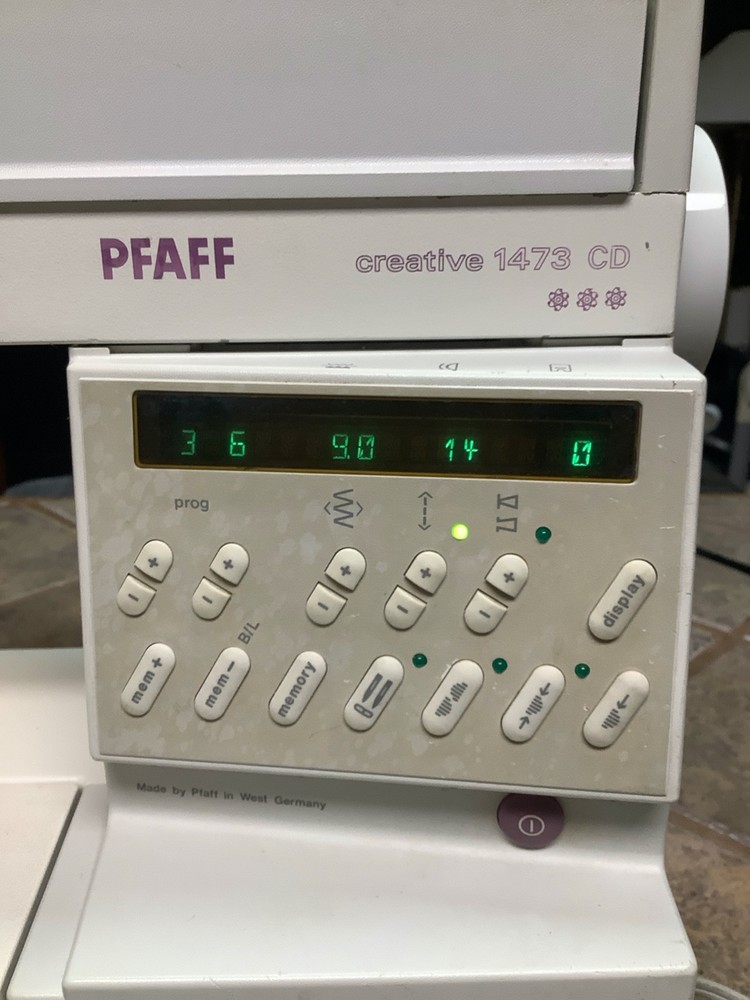 PFAFF creative 1473 CD
3 6 9.0 14 0
prog
+ + + + +
- - - - -
display
B/L
mem+ mem- memory
Made by Pfaff in West Germany